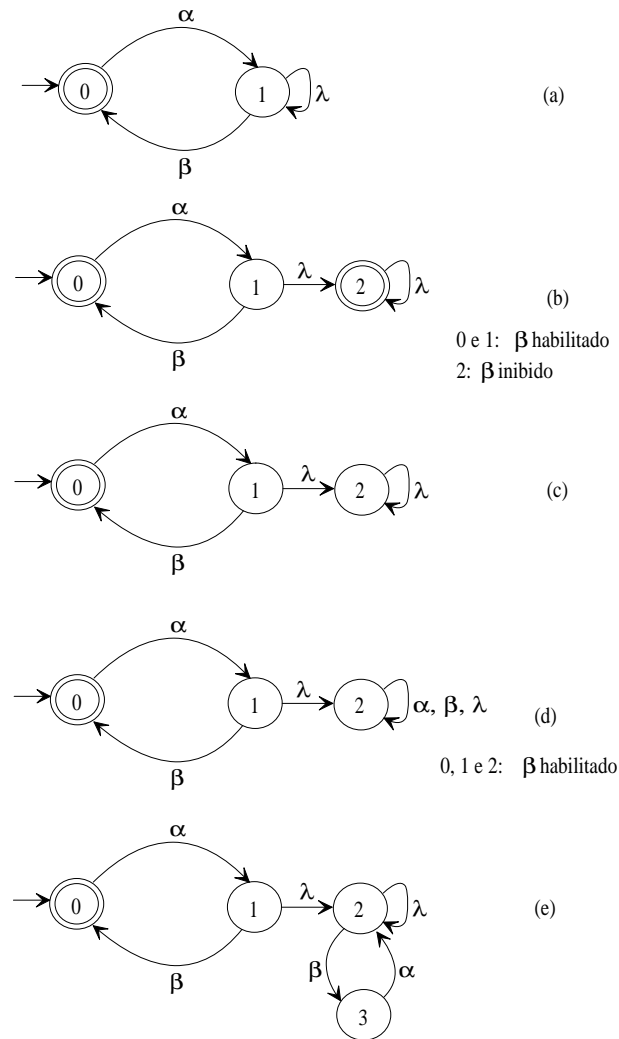 α
0
1
λ
(a)
β
α
0
1
λ
2
λ
(b)
β
0 e 1: β habilitado
2: β inibido
α
0
1
λ
2
λ
(c)
β
α
0
1
λ
2
α, β, λ
(d)
β
0, 1 e 2: β habilitado
α
0
1
λ
2
λ
(e)
β
β
α
3